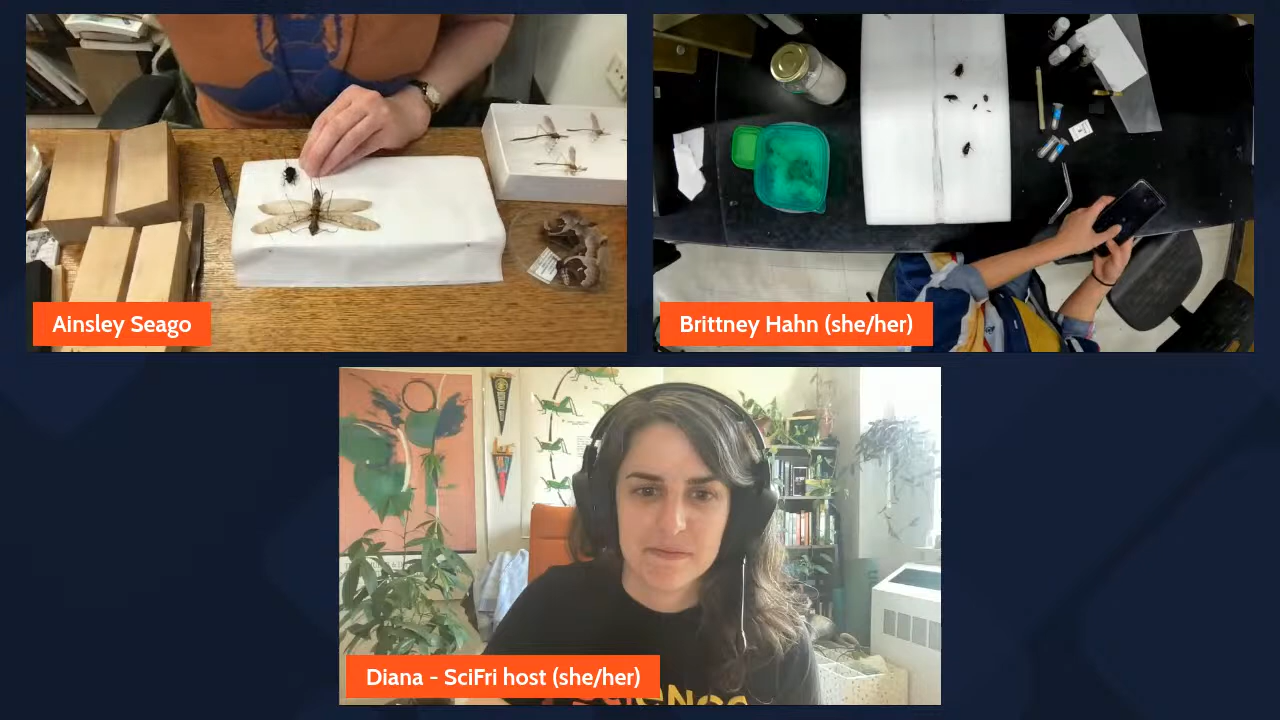 Ainsley Seago
Brittney Hahn (she/her)
Diana - SciFri host (she/her)